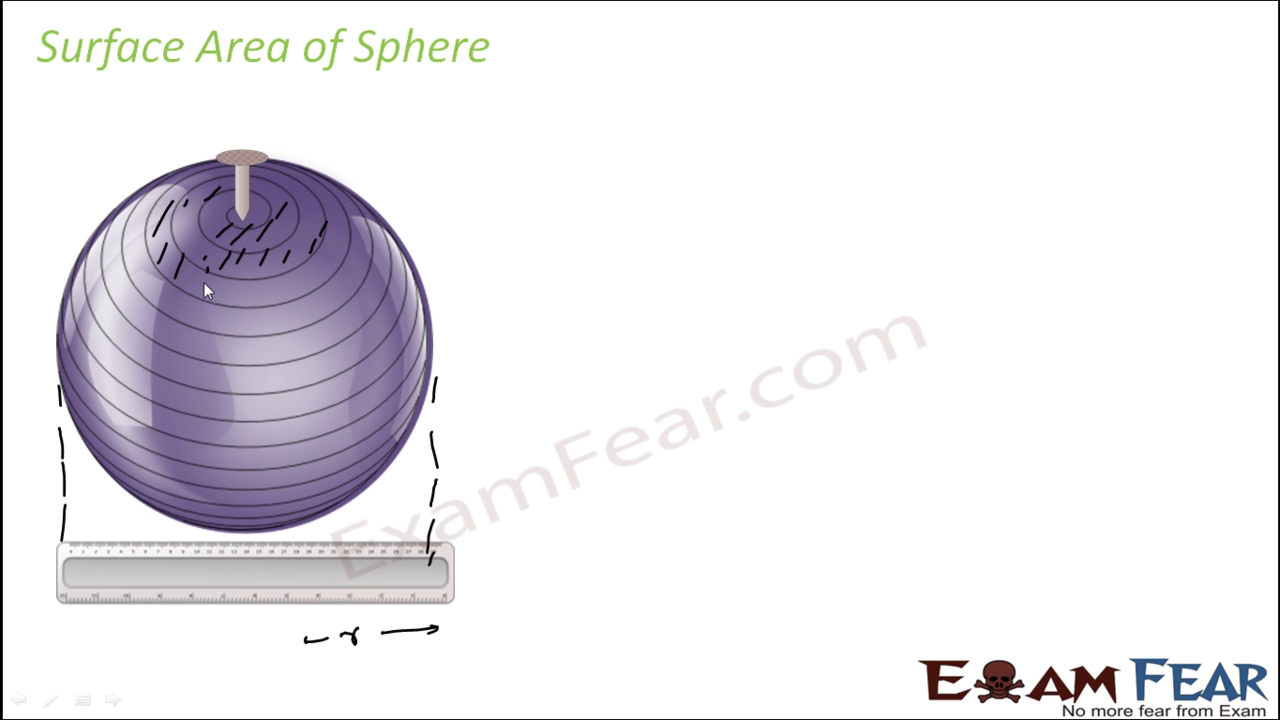 Surface Area of Sphere
ExamFear.com
r
EXAM FEAR
No more fear from Exam